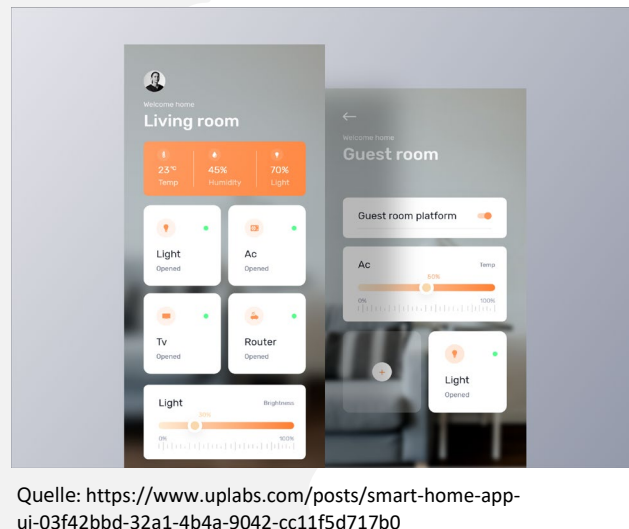 Welcome home
Living room
23°C
45%
70%
Temp
Humidity
Light
Light
Opened
Ac
Opened
Tv
Opened
Router
Opened
Light
Brightness
0%
100%
Welcome home
Guest room
Guest room platform
Ac
Temp
50%
0%
100%
Light
Opened
Quelle: https://www.uplabs.com/posts/smart-home-app-
ui-03f42bbd-32a1-4b4a-9042-cc11f5d717b0